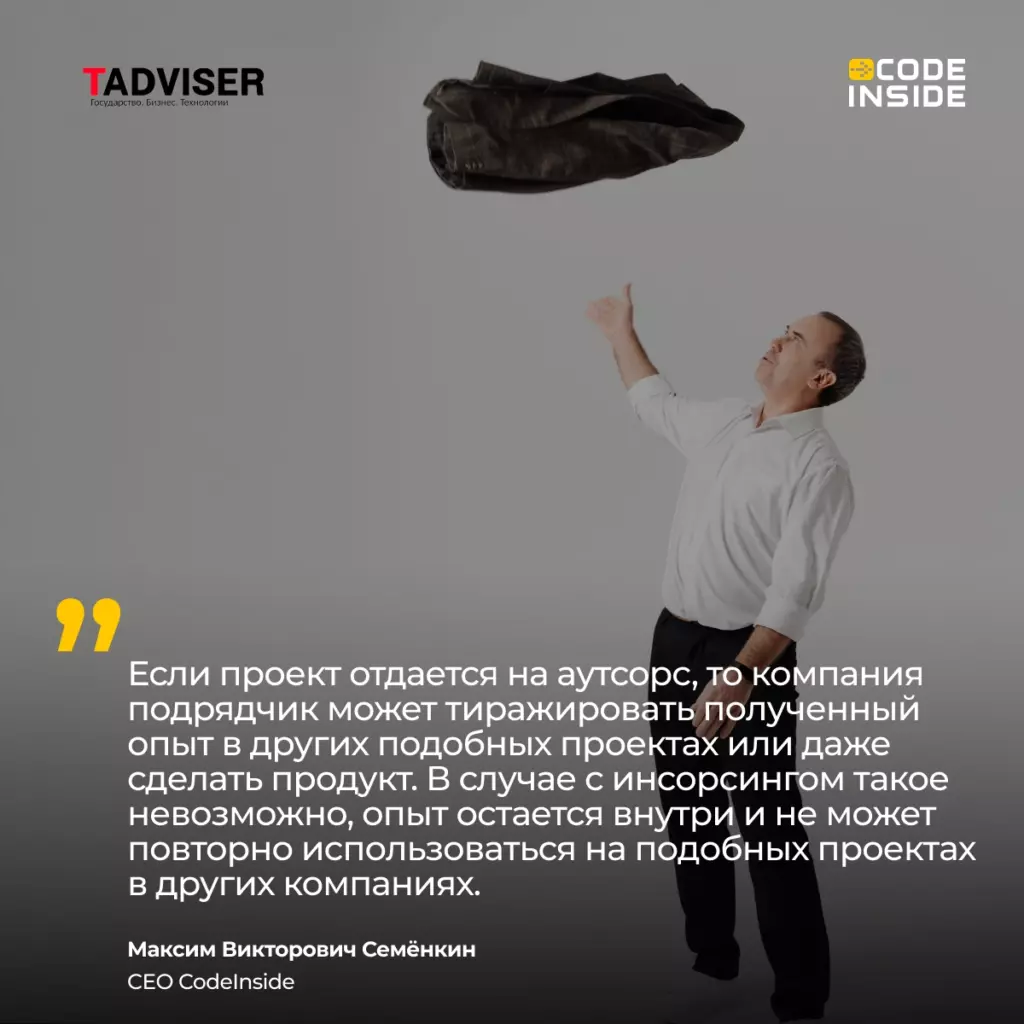 TADVISER
Государство. Бизнес. Технологии
CODE
INSIDE
Если проект отдается на аутсорс, то компания
подрядчик может тиражировать полученный
опыт в других подобных проектах или даже
сделать продукт. В случае с инсорсингом такое
невозможно, опыт остается внутри и не может
повторно использоваться на подобных проектах
в других компаниях.
Максим Викторович Семёнкин
CEO CodeInside